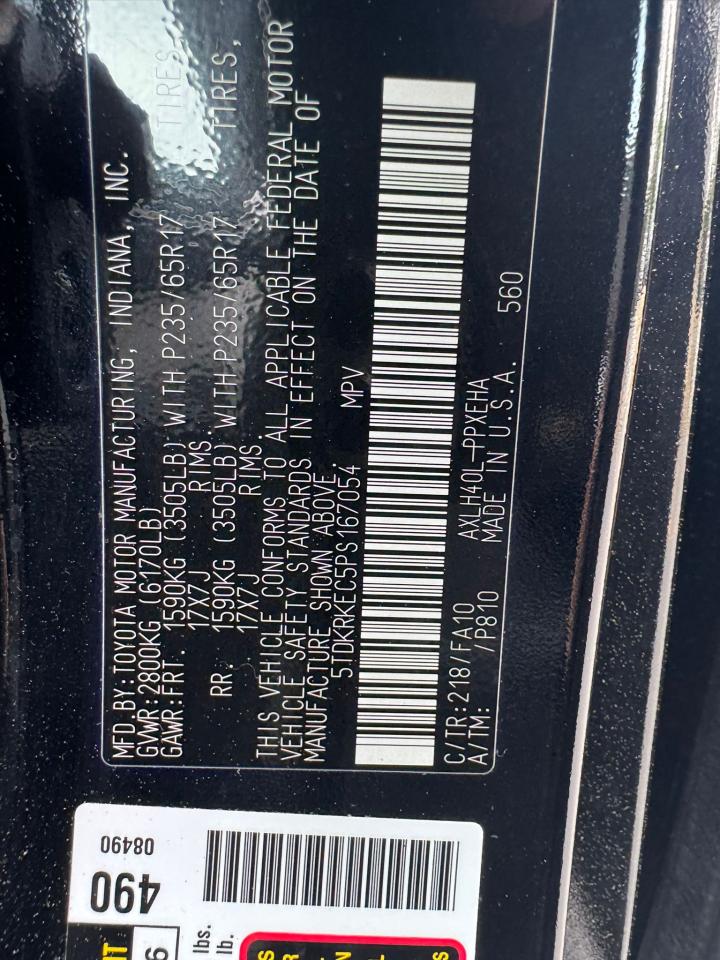 MFD.BY:TOYOTA MOTOR MANUFACTURING, INDIANA, INC.
GVWR:2800KG (6170LB)
GAWR:FRT. 1590KG (3505LB) WITH P235/65R17 TIRES,
17X7J RIMS
RR. 1590KG (3505LB) WITH P235/65R17 TIRES,
17X7J RIMS.
THIS VEHICLE CONFORMS TO ALL APPLICABLE FEDERAL MOTOR
VEHICLE SAFETY STANDARDS IN EFFECT ON THE DATE OF
MANUFACTURE SHOWN ABOVE.
5TDKRKEC5PS167054 MPV
C/TR:218/FA10 AXLH40L-PPXEHA
A/TM: /P810 MADE IN U.S.A. 560
08490
490
lbs.
lb.
6